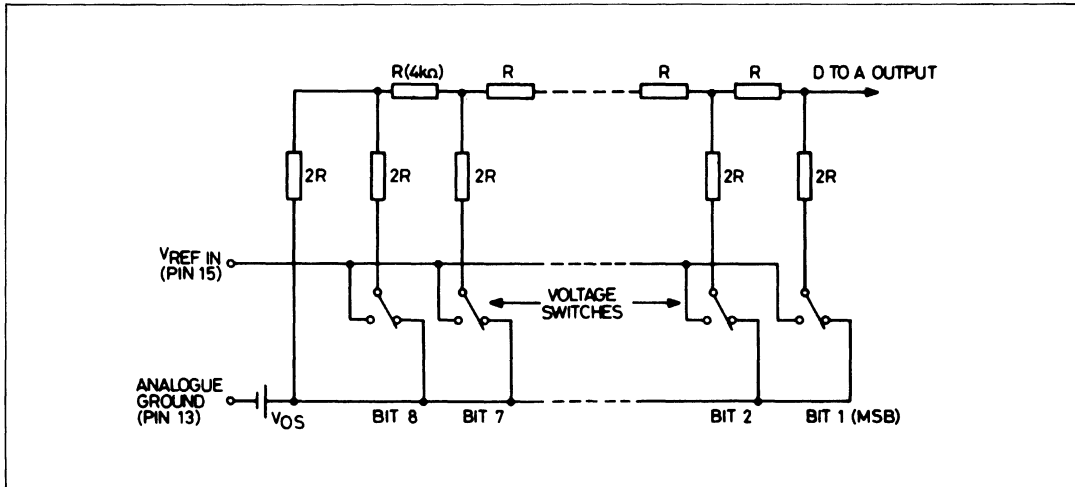 R(4kΩ) R R R D TO A OUTPUT
2R 2R 2R 2R 2R
VREF IN
(PIN 15)
VOLTAGE
SWITCHES
ANALOGUE
GROUND
(PIN 13)
VOS BIT 8 BIT 7 BIT 2 BIT 1 (MSB)